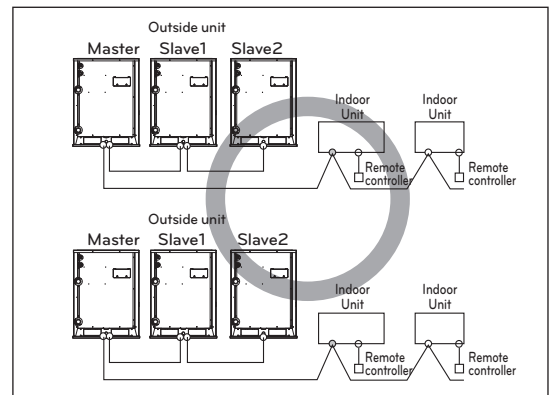 Outside unit
Master Slave1 Slave2
Indoor Unit
Indoor Unit
Remote controller
Remote controller
Outside unit
Master Slave1 Slave2
Indoor Unit
Indoor Unit
Remote controller
Remote controller